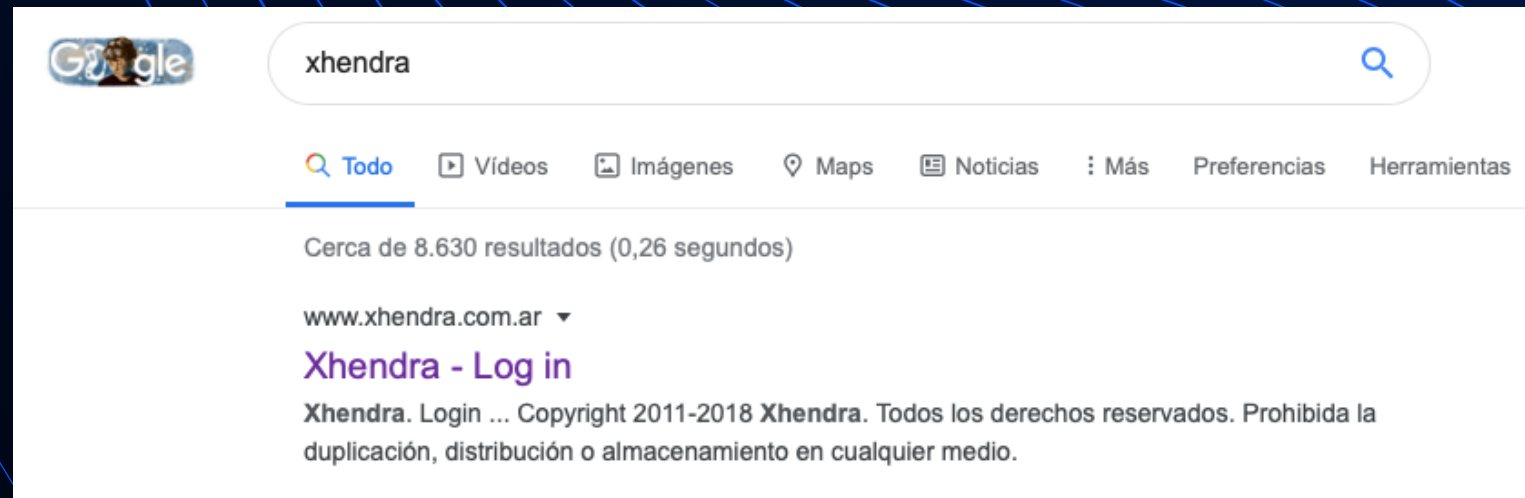 Google
xhendra
Todo Vídeos Imágenes Maps Noticias Más Preferencias Herramientas
Cerca de 8.630 resultados (0,26 segundos)
www.xhendra.com.ar
Xhendra - Log in
Xhendra. Login ... Copyright 2011-2018 Xhendra. Todos los derechos reservados. Prohibida la
duplicación, distribución o almacenamiento en cualquier medio.